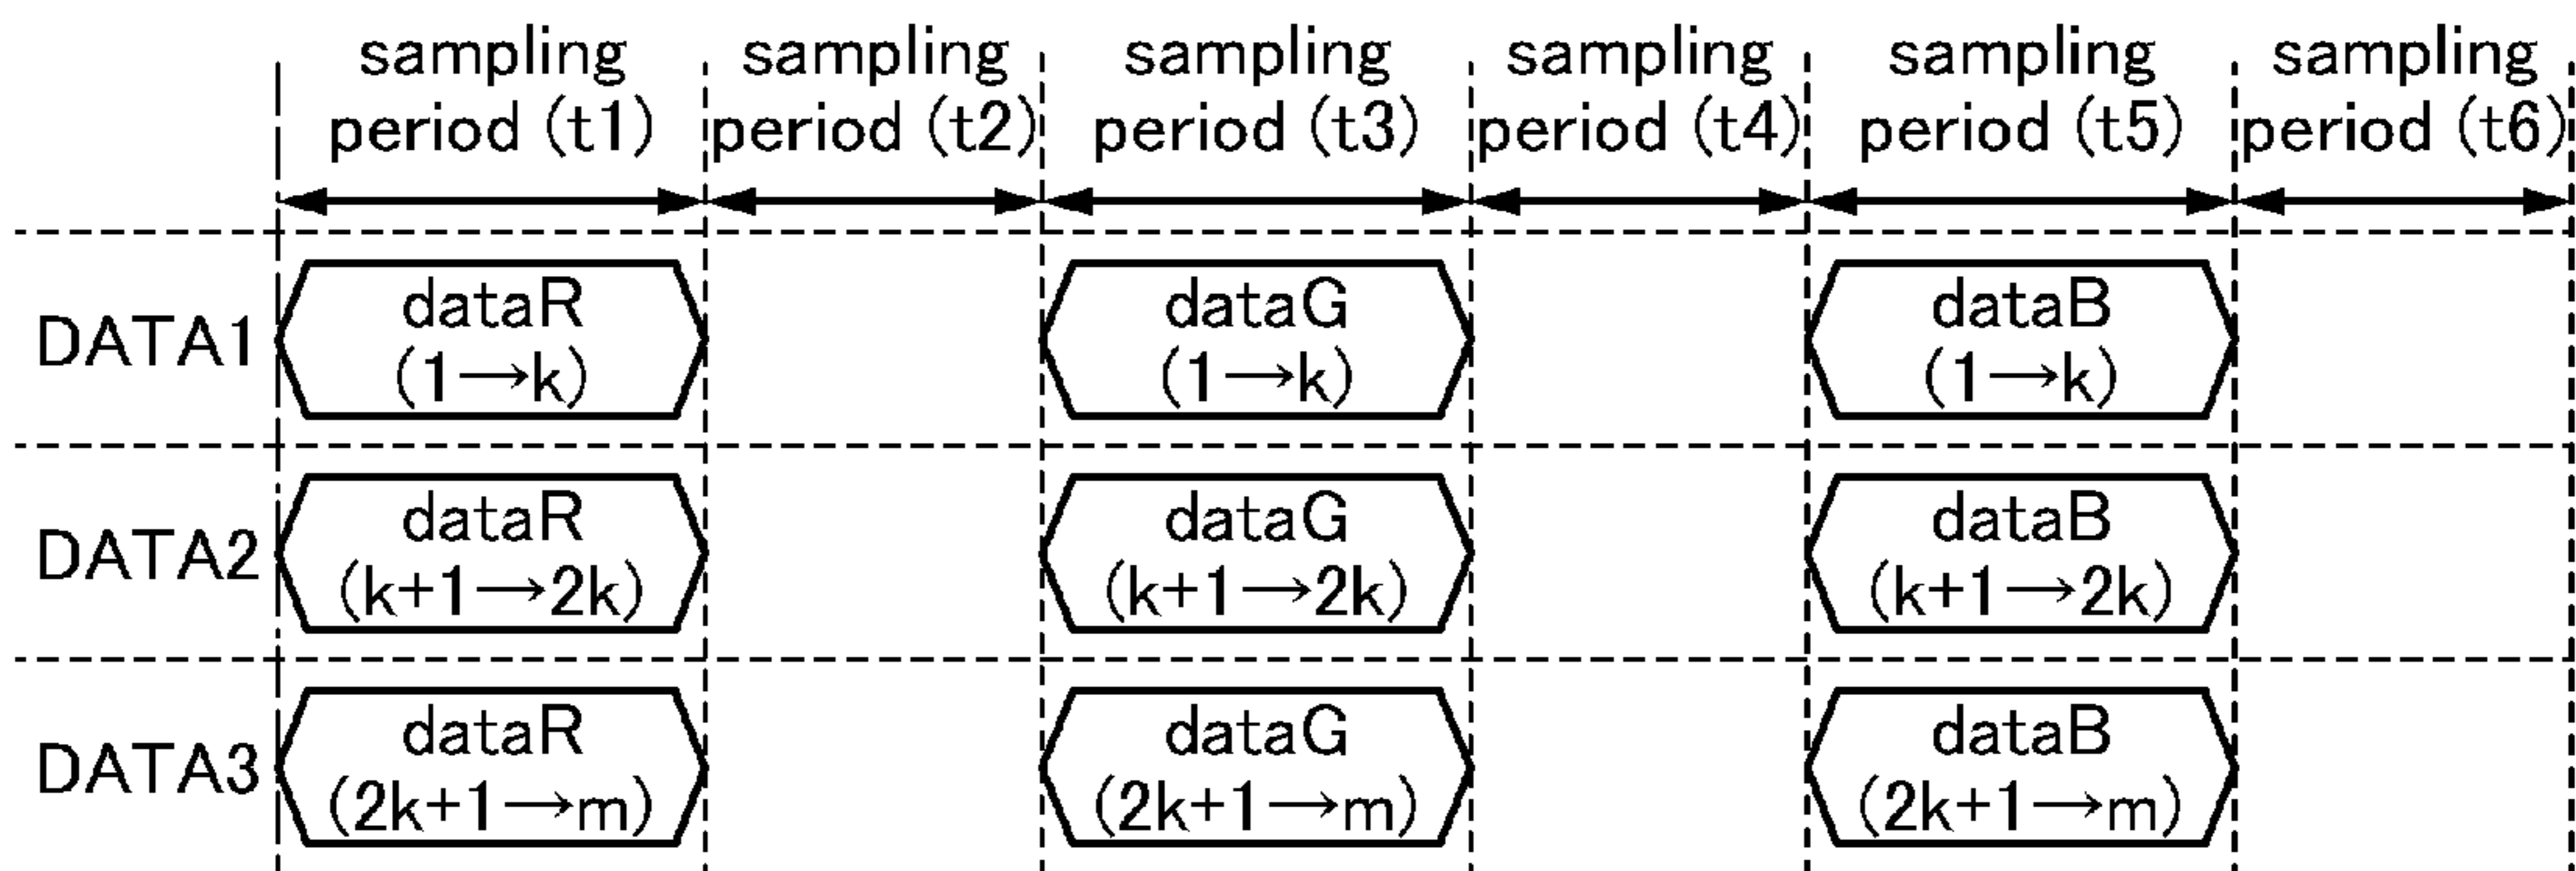 sampling period (t1)
sampling period (t2)
sampling period (t3)
sampling period (t4)
sampling period (t5)
sampling period (t6)
DATA1
dataR
(1→k)
dataG
(1→k)
dataB
(1→k)
DATA2
dataR
(k+1→2k)
dataG
(k+1→2k)
dataB
(k+1→2k)
DATA3
dataR
(2k+1→m)
dataG
(2k+1→m)
dataB
(2k+1→m)